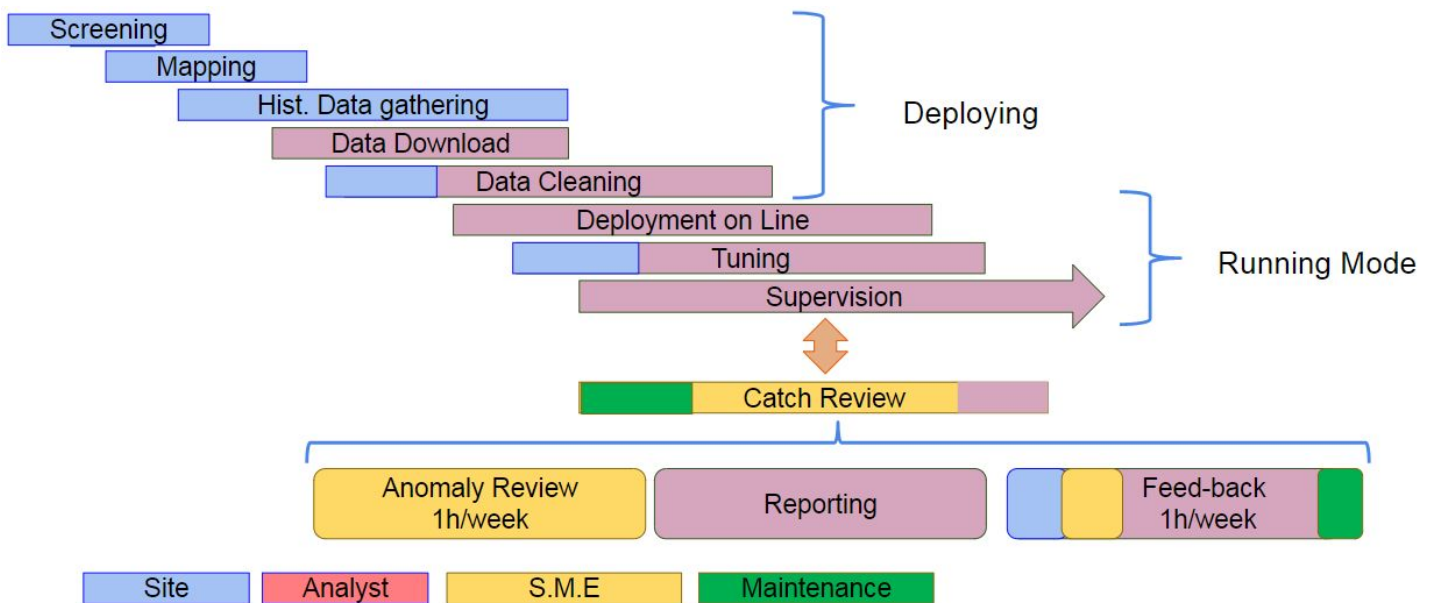 Screening
Mapping
Hist. Data gathering
Data Download
Data Cleaning
Deploying
Deployment on Line
Tuning
Supervision
Running Mode
Catch Review
Anomaly Review
1h/week
Reporting
Feed-back
1h/week
Site
Analyst
S.M.E
Maintenance